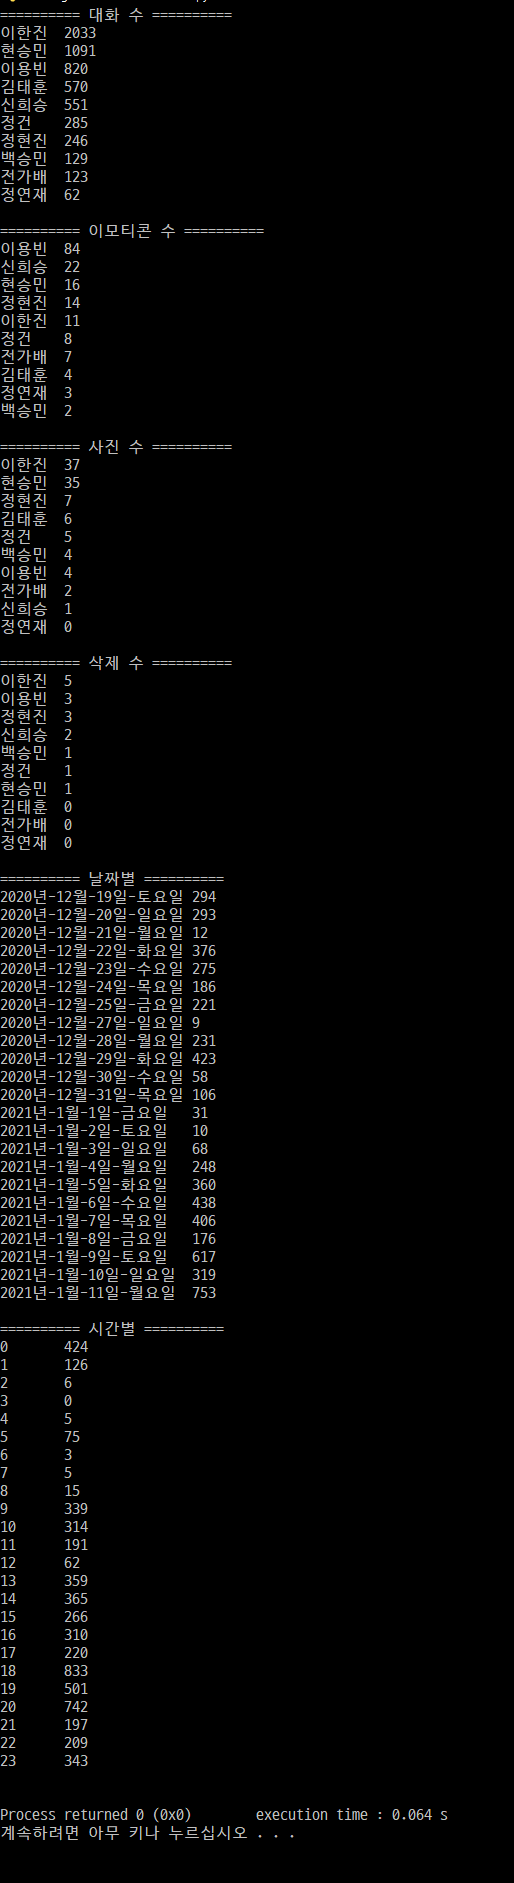 ========== 대화 수 ==========
이한진 2033
현승민 1091
이용빈 820
김태훈 570
신희승 551
정건 285
정현진 246
백승민 129
전가배 123
정연재 62
========== 이모티콘 수 ==========
이용빈 84
신희승 22
현승민 16
정현진 14
이한진 11
정건 8
전가배 7
김태훈 4
정연재 3
백승민 2
========== 사진 수 ==========
이한진 37
현승민 35
정현진 7
김태훈 6
정건 5
백승민 4
이용빈 4
전가배 2
신희승 1
정연재 0
========== 삭제 수 ==========
이한진 5
이용빈 3
정현진 3
신희승 2
백승민 1
정건 1
현승민 1
김태훈 0
전가배 0
정연재 0
========== 날짜별 ==========
2020년-12월-19일-토요일 294
2020년-12월-20일-일요일 293
2020년-12월-21일-월요일 12
2020년-12월-22일-화요일 376
2020년-12월-23일-수요일 275
2020년-12월-24일-목요일 186
2020년-12월-25일-금요일 221
2020년-12월-27일-일요일 9
2020년-12월-28일-월요일 231
2020년-12월-29일-화요일 423
2020년-12월-30일-수요일 58
2020년-12월-31일-목요일 106
2021년-1월-1일-금요일 31
2021년-1월-2일-토요일 10
2021년-1월-3일-일요일 68
2021년-1월-4일-월요일 248
2021년-1월-5일-화요일 360
2021년-1월-6일-수요일 438
2021년-1월-7일-목요일 406
2021년-1월-8일-금요일 176
2021년-1월-9일-토요일 617
2021년-1월-10일-일요일 319
2021년-1월-11일-월요일 753
========== 시간별 ==========
0 424
1 126
2 6
3 0
4 5
5 75
6 3
7 5
8 15
9 339
10 314
11 191
12 62
13 359
14 365
15 266
16 310
17 220
18 833
19 501
20 742
21 197
22 209
23 343
Process returned 0 (0x0) execution time : 0.064 s
계속하려면 아무 키나 누르십시오 . . .